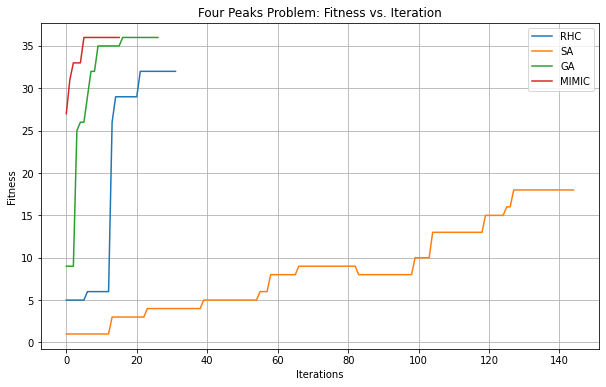 Four Peaks Problem: Fitness vs. Iteration
RHC
SA
GA
MIMIC
35
30
25
20
15
10
5
0
Fitness
0 20 40 60 80 100 120 140
Iterations